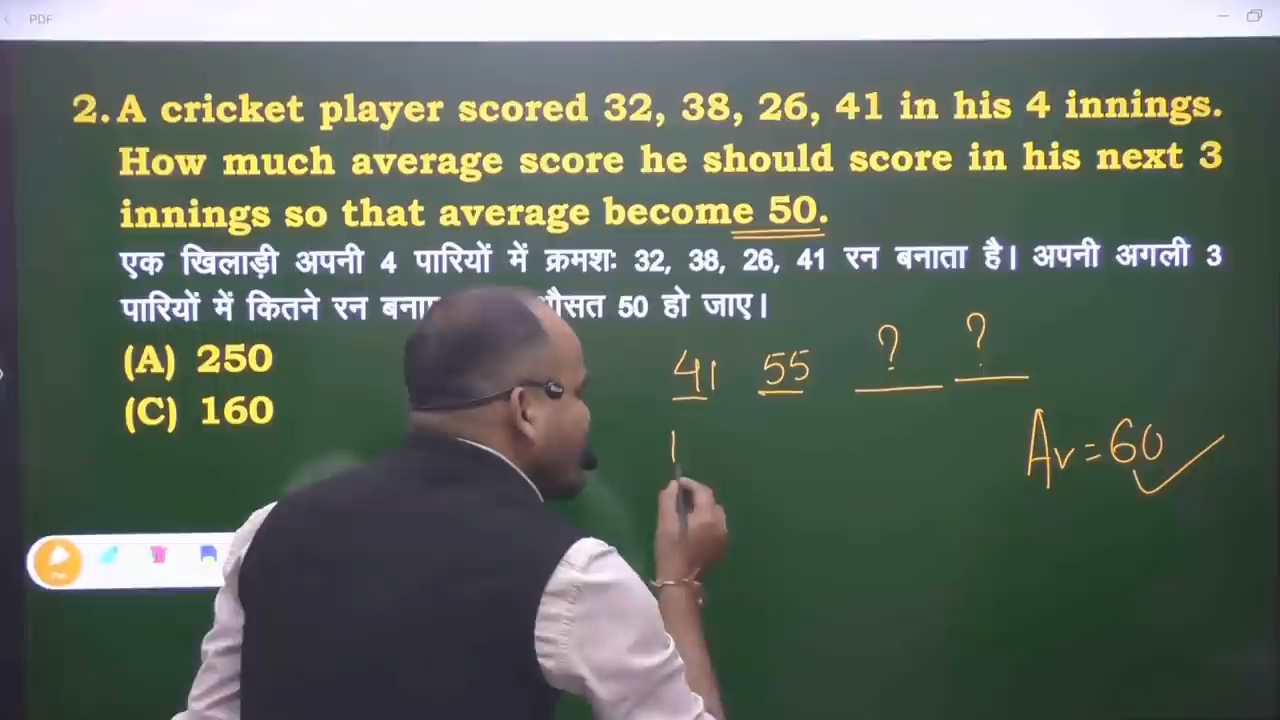 PDF
2. A cricket player scored 32, 38, 26, 41 in his 4 innings.
How much average score he should score in his next 3
innings so that average become 50.
एक खिलाड़ी अपनी 4 पारियों में क्रमशः 32, 38, 26, 41 रन बनाता है। अपनी अगली 3
पारियों में कितने रन 50 हो जाए।
(A) 250
(C) 160
41 55 ? ?
Av = 60